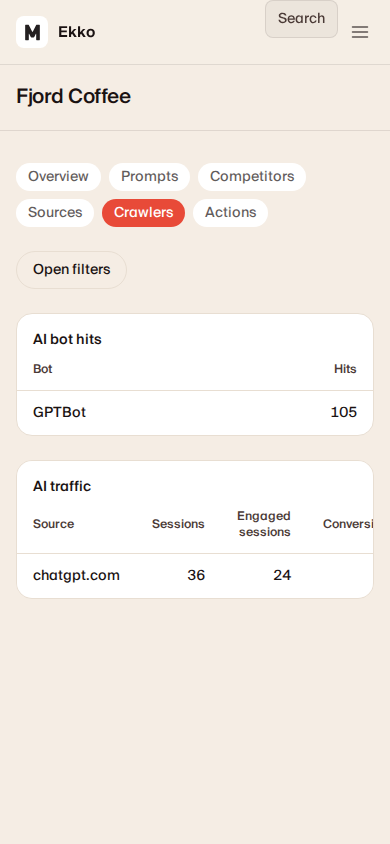 M Ekko
Search
Fjord Coffee
Overview Prompts Competitors
Sources Crawlers Actions
Open filters
AI bot hits
Bot Hits
GPTBot 105
AI traffic
Source Sessions Engaged sessions Conversi
chatgpt.com 36 24